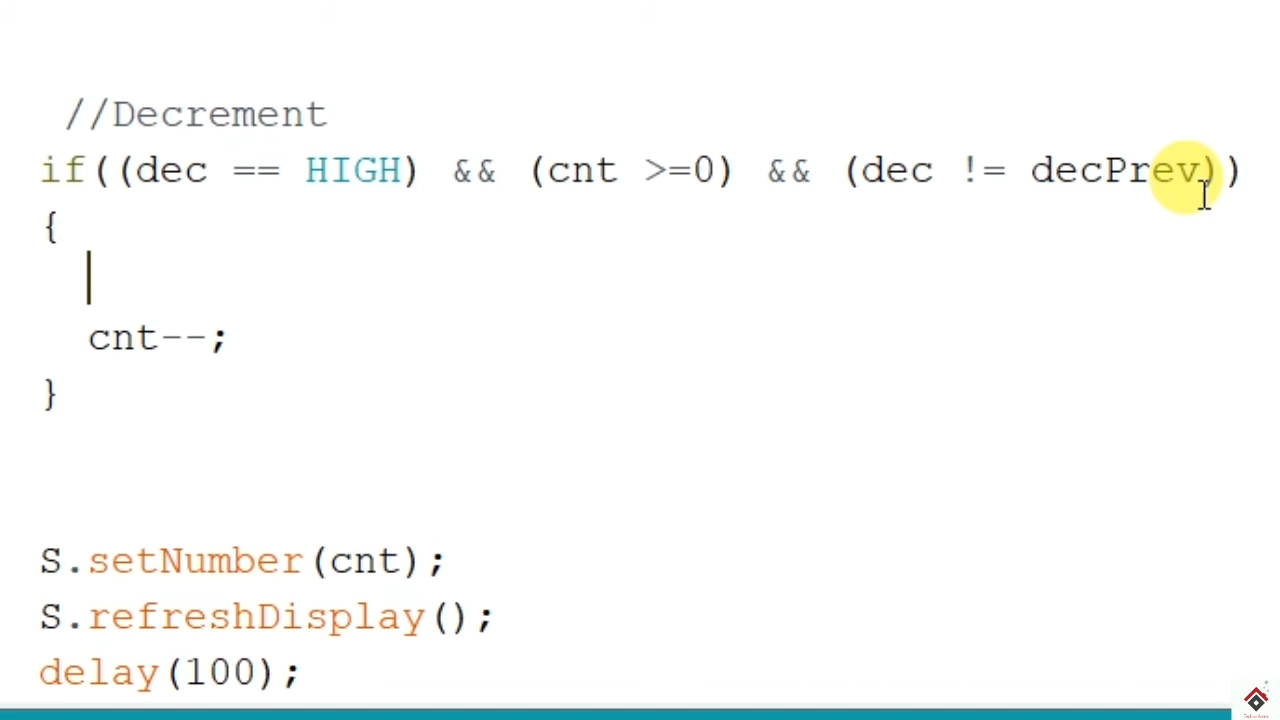 //Decrement
if((dec == HIGH) && (cnt >=0) && (dec != decPrev))
{
cnt--;
}
S.setNumber(cnt);
S.refreshDisplay();
delay(100);